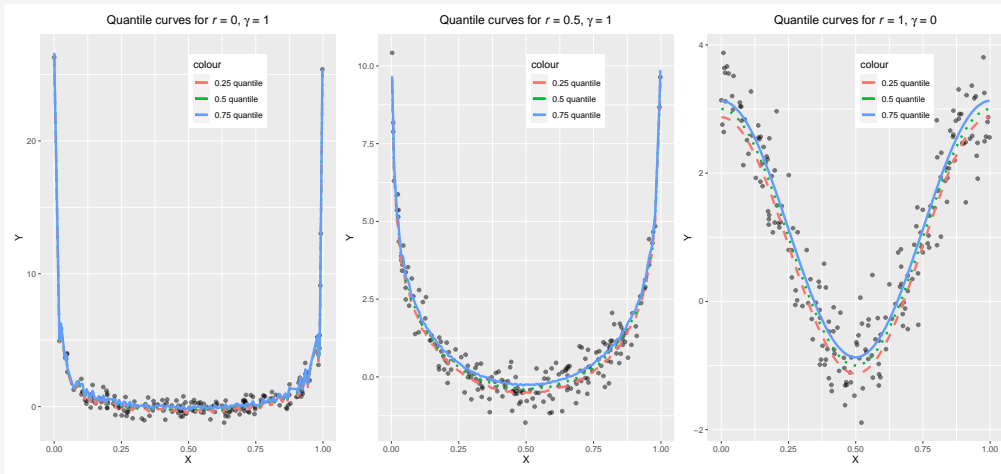 Quantile curves for r = 0, γ = 1
colour
0.25 quantile
0.5 quantile
0.75 quantile
20
10
0
Y
0.00 0.25 0.50 0.75 1.00
X
Quantile curves for r = 0.5, γ = 1
colour
0.25 quantile
0.5 quantile
0.75 quantile
10.0
7.5
5.0
2.5
0.0
Y
0.00 0.25 0.50 0.75 1.00
X
Quantile curves for r = 1, γ = 0
colour
0.25 quantile
0.5 quantile
0.75 quantile
4
2
0
−2
Y
0.00 0.25 0.50 0.75 1.00
X